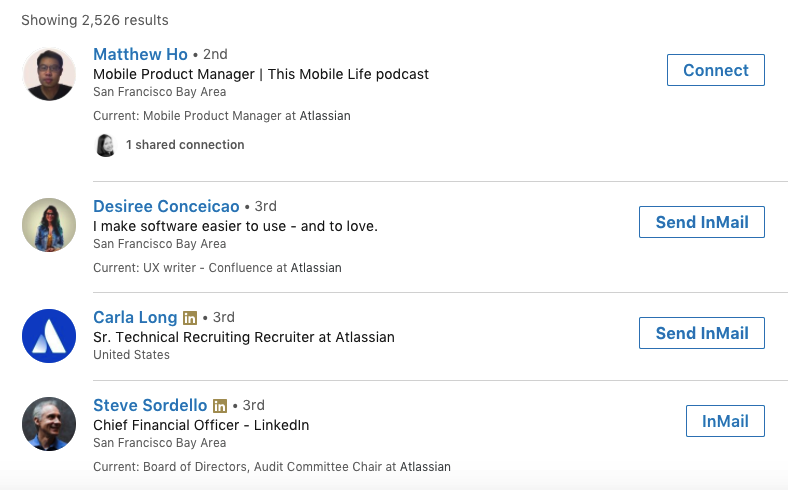 Showing 2,526 results
Matthew Ho • 2nd
Mobile Product Manager | This Mobile Life podcast
San Francisco Bay Area
Current: Mobile Product Manager at Atlassian
1 shared connection
Connect
Desiree Conceicao • 3rd
I make software easier to use - and to love.
San Francisco Bay Area
Current: UX writer - Confluence at Atlassian
Send InMail
Carla Long in • 3rd
Sr. Technical Recruiting Recruiter at Atlassian
United States
Send InMail
Steve Sordello in • 3rd
Chief Financial Officer - LinkedIn
San Francisco Bay Area
Current: Board of Directors, Audit Committee Chair at Atlassian
InMail